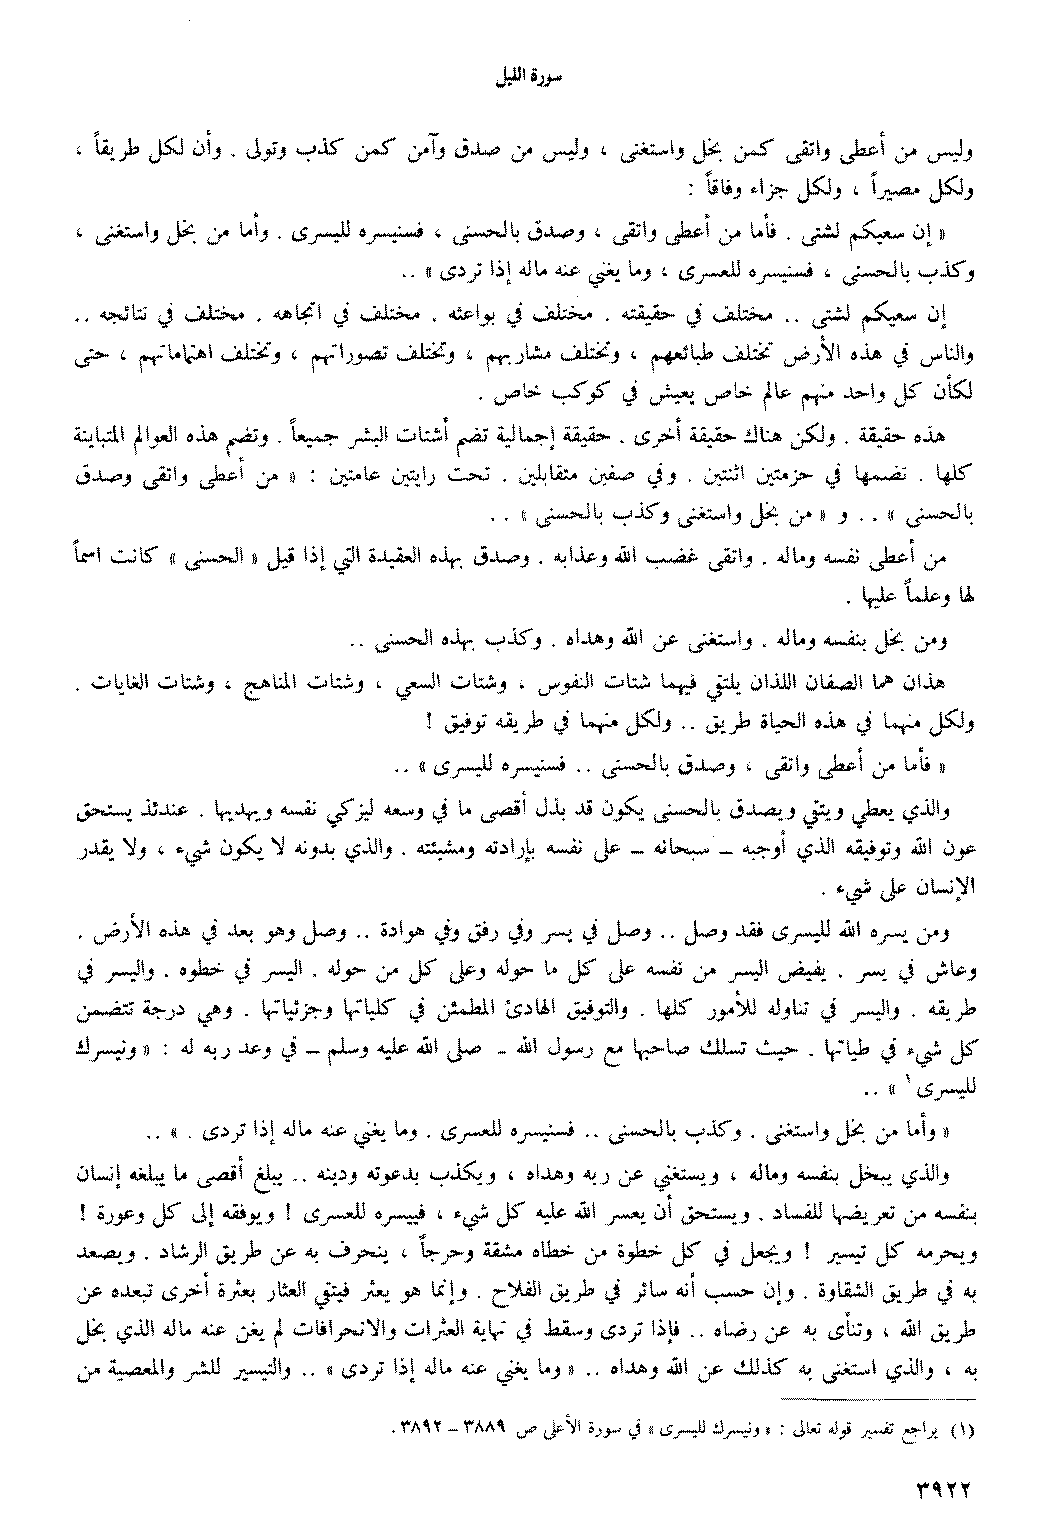 سورة الليل
وليس من أعطى واتقى كمن بخل واستغنى ، وليس من صدق وآمن كمن كذب وتولى . وأن لكل طريقاً ،
ولكل مصيراً ، ولكل جزاء وفاقاً :
« إن سعيكم لشتى . فأما من أعطى واتقى ، وصدق بالحسنى ، فسنيسره لليسرى . وأما من بخل واستغنى ،
وكذب بالحسنى ، فسنيسره للعسرى ، وما يغني عنه ماله إذا تردى » ..
إن سعيكم لشتى .. مختلف في حقيقته . مختلف في بواعثه . مختلف في اتجاهه . مختلف في نتائجه ..
والناس في هذه الأرض تختلف طبائعهم ، وتختلف مشاربهم ، وتختلف تصوراتهم ، وتختلف اهتماماتهم ، حتى
لكأن كل واحد منهم عالم خاص يعيش في كوكب خاص .
هذه حقيقة . ولكن هناك حقيقة أخرى . حقيقة إجمالية تضم أشتات البشر جميعاً . وتضم هذه العوالم المتباينة
كلها . تضمها في حزمتين اثنتين . وفي صفين متقابلين . تحت رايتين عامتين : « من أعطى واتقى وصدق
بالحسنى » .. و « من بخل واستغنى وكذب بالحسنى » ..
من أعطى نفسه وماله . واتقى غضب الله وعذابه . وصدق بهذه العقيدة التي إذا قيل « الحسنى » كانت اسماً
لها وعلماً عليها .
ومن بخل بنفسه وماله . واستغنى عن الله وهداه . وكذب بهذه الحسنى ..
هذان هما الصفان اللذان يلتقي فيهما شتات النفوس ، وشتات السعي ، وشتات المناهج ، وشتات الغايات .
ولكل منهما في هذه الحياة طريق .. ولكل منهما في طريقه توفيق !
« فأما من أعطى واتقى ، وصدق بالحسنى .. فسنيسره لليسرى » ..
والذي يعطي ويتقي ويصدق بالحسنى يكون قد بذل أقصى ما في وسعه ليزكي نفسه ويهديها . عندئذ يستحق
عون الله وتوفيقه الذي أوجبه – سبحانه – على نفسه بإرادته ومشيئته . والذي بدونه لا يكون شيء ، ولا يقدر
الإنسان على شيء .
ومن يسره الله لليسرى فقد وصل .. وصل في يسر وفي رفق وفي هوادة .. وصل وهو بعد في هذه الأرض .
وعاش في يسر . يفيض اليسر من نفسه على كل ما حوله وعلى كل من حوله . اليسر في خطوه . واليسر في
طريقه . واليسر في تناوله للأمور كلها . والتوفيق الهادئ المطمئن في كلياتها وجزئياتها . وهي درجة تتضمن
كل شيء في طياتها . حيث تسلك صاحبها مع رسول الله – صلى الله عليه وسلم – في وعد ربه له : « ونيسرك
لليسرى ١ » ..
« وأما من بخل واستغنى . وكذب بالحسنى .. فسنيسره للعسرى . وما يغني عنه ماله إذا تردى . » ..
والذي يبخل بنفسه وماله ، ويستغني عن ربه وهداه ، ويكذب بدعوته ودينه .. يبلغ أقصى ما يبلغه إنسان
بنفسه من تعريضها للفساد . ويستحق أن يعسر الله عليه كل شيء ، فييسره للعسرى ! ويوفقه إلى كل وعورة !
ويحرمه كل تيسير ! ويجعل في كل خطوة من خطاه مشقة وحرجاً ، ينحرف به عن طريق الرشاد . ويصعد
به في طريق الشقاوة . وإن حسب أنه سائر في طريق الفلاح . وإنما هو يعثر فيتقي العثار بعثرة أخرى تبعده عن
طريق الله ، وتنأى به عن رضاه .. فإذا تردى وسقط في نهاية العثرات والانحرافات لم يغن عنه ماله الذي بخل
به ، والذي استغنى به كذلك عن الله وهداه .. « وما يغني عنه ماله إذا تردى » .. والتيسير للشر والمعصية من
(١) يراجع تفسير قوله تعالى : « ونيسرك لليسرى » في سورة الأعلى ص ٣٨٨٩ – ٣٨٩٢ .
٣٩٢٢